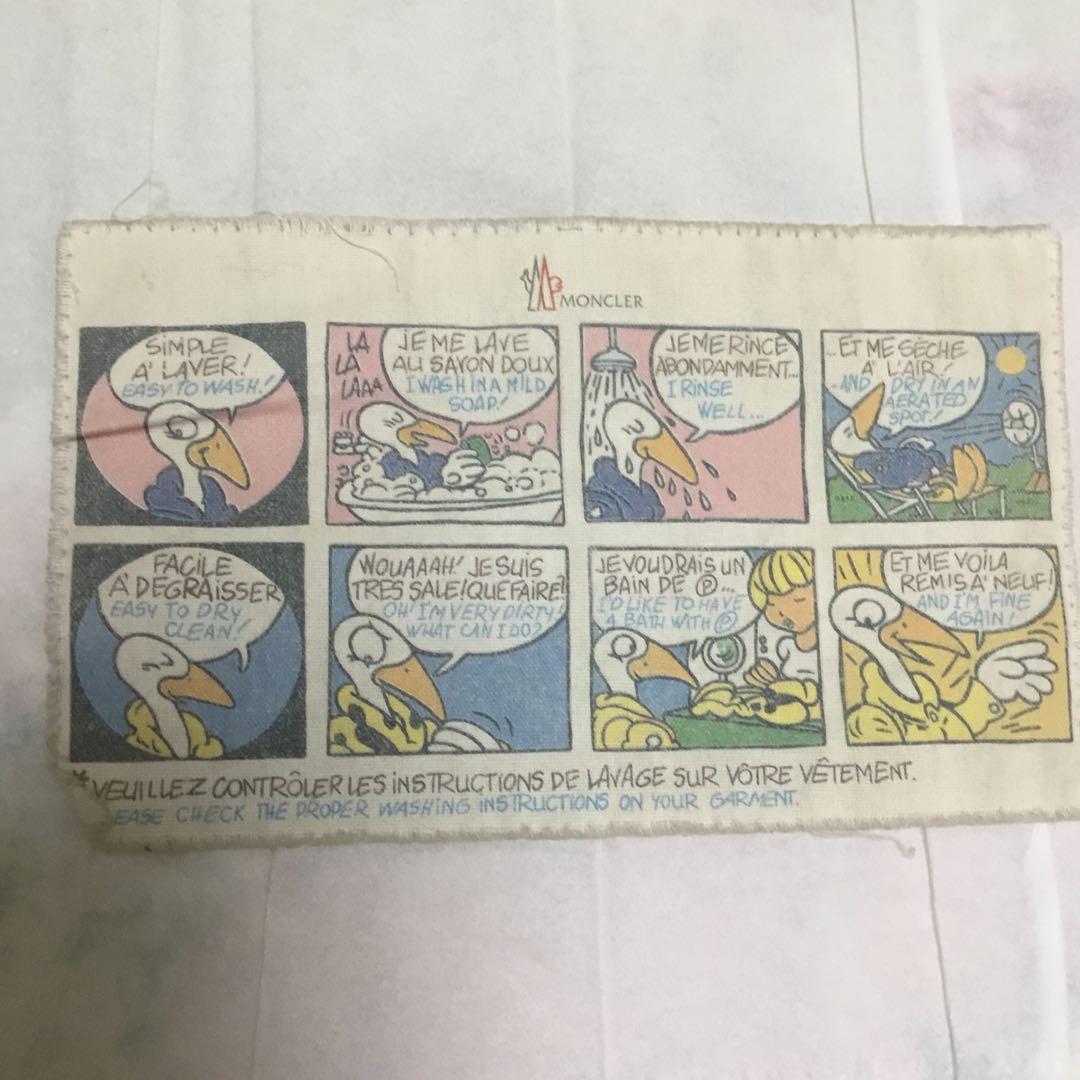 MONCLER
SIMPLE
A' LAVER!
EASY TO WASH!
LA
LA
LAAA
JE ME LAVE
AU SAVON DOUX
I WASH IN A MILD
SOAP!
JE ME RINCE
ABONDAMMENT...
I RINSE
WELL...
...ET ME SÈCHE
A' L'AIR!
-AND DRY IN AN
AERATED
SPOT!
FACILE
A' DEGRAISSER
EASY TO DRY
CLEAN!
WOUAAAH! JE SUIS
TRES SALE! QUE FAIRE?
OH! I'M VERY DIRTY!
WHAT CAN I DO?
JE VOUDRAIS UN
BAIN DE Ⓟ...
I'D LIKE TO HAVE
A BATH WITH Ⓟ
ET ME VOILA
REMIS A' NEUF!
AND I'M FINE
AGAIN!
*VEUILLEZ CONTRÔLER LES INSTRUCTIONS DE LAVAGE SUR VÔTRE VÊTEMENT.
EASE CHECK THE PROPER WASHING INSTRUCTIONS ON YOUR GARMENT.